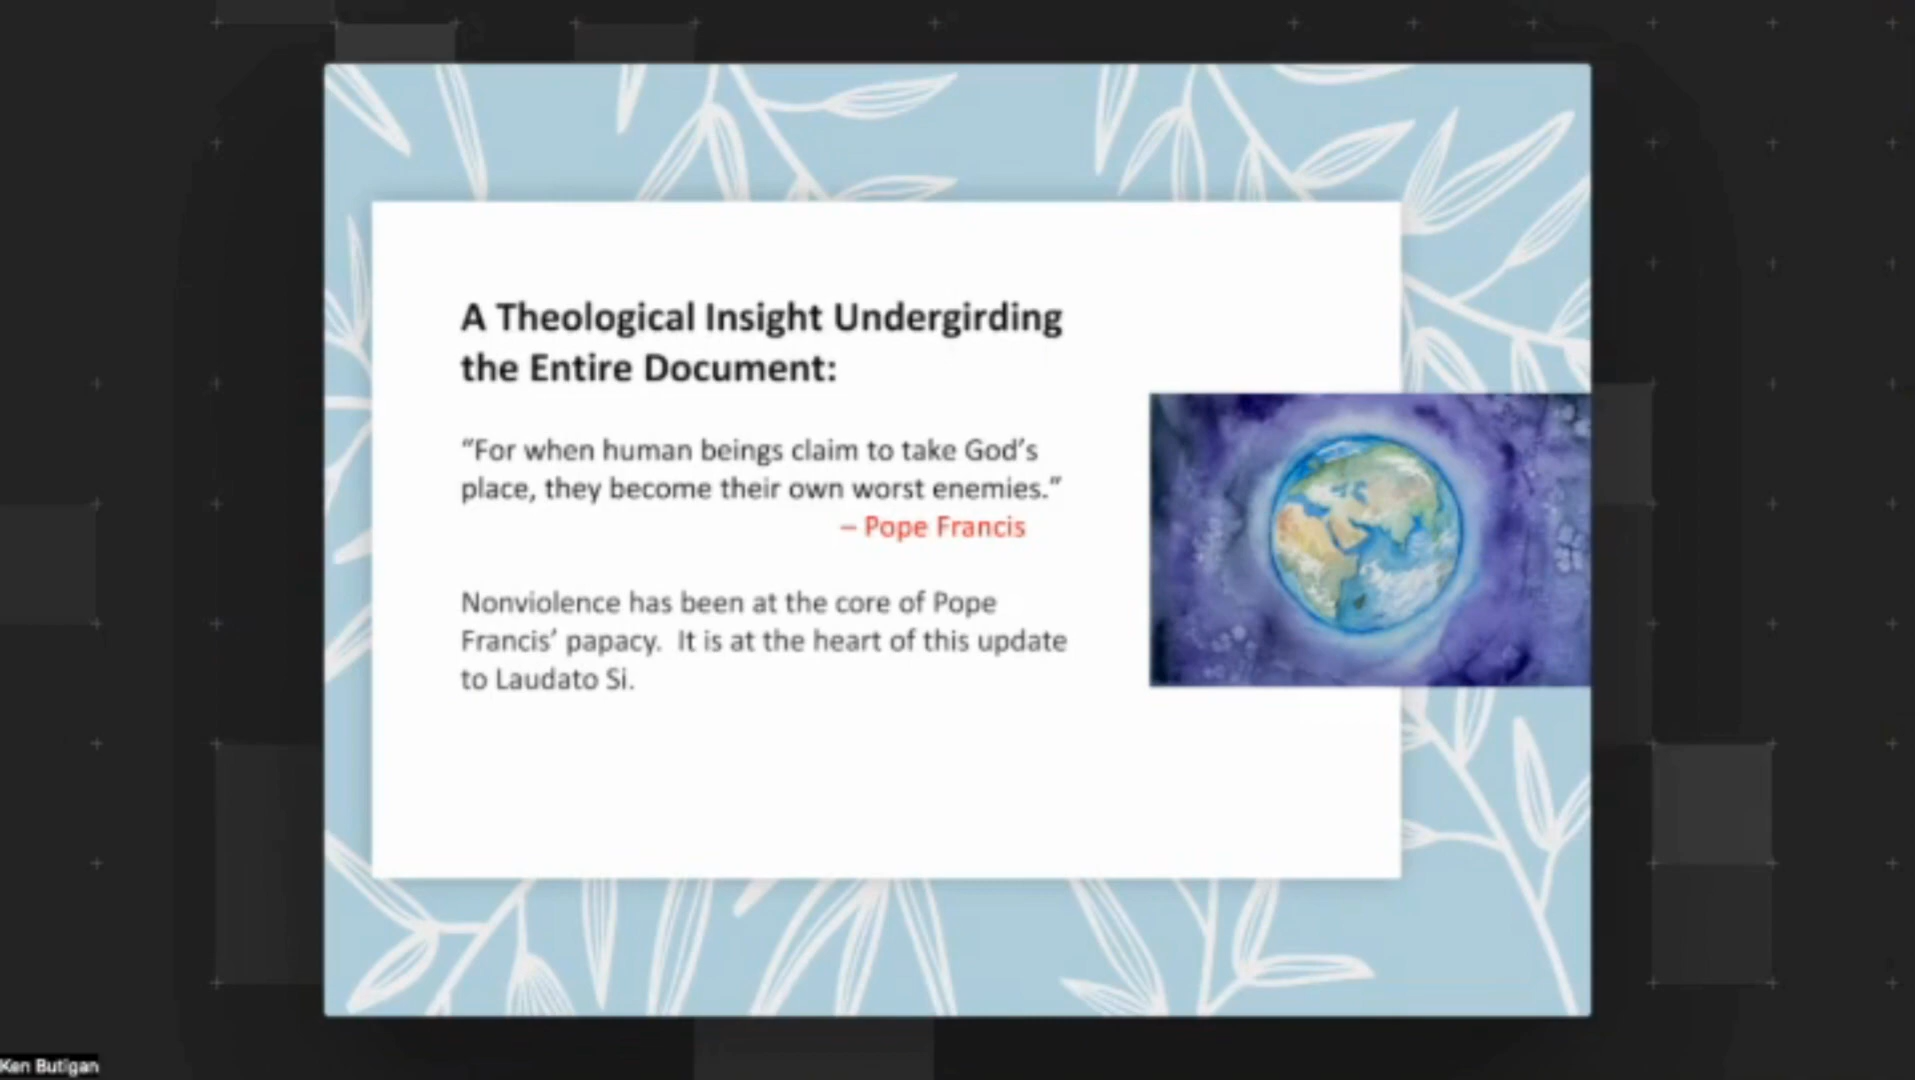 A Theological Insight Undergirding
the Entire Document:
“For when human beings claim to take God’s
place, they become their own worst enemies.”
– Pope Francis
Nonviolence has been at the core of Pope
Francis’ papacy.  It is at the heart of this update
to Laudato Si.
Ken Butigan